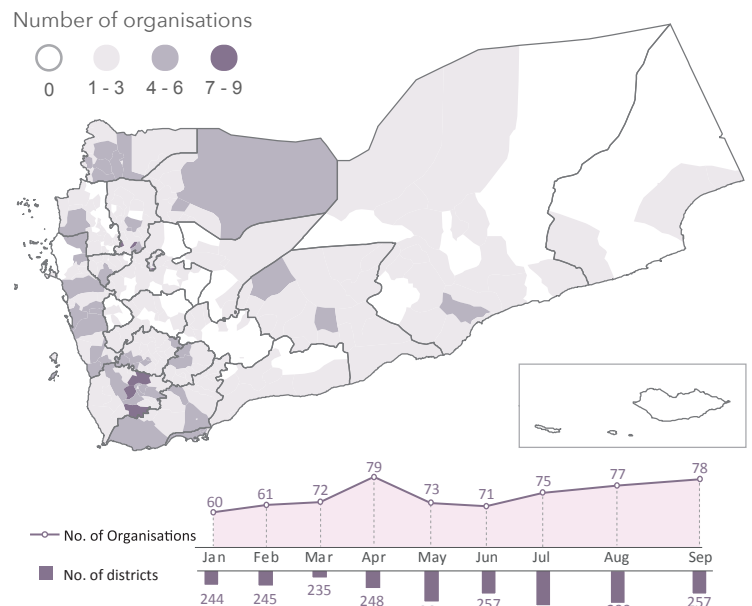 Number of organisations
0 1 - 3 4 - 6 7 - 9
79
60 61 72 73 71 75 77 78
No. of Organisations
Jan Feb Mar Apr May Jun Jul Aug Sep
No. of districts
244 245 235 248 257 257